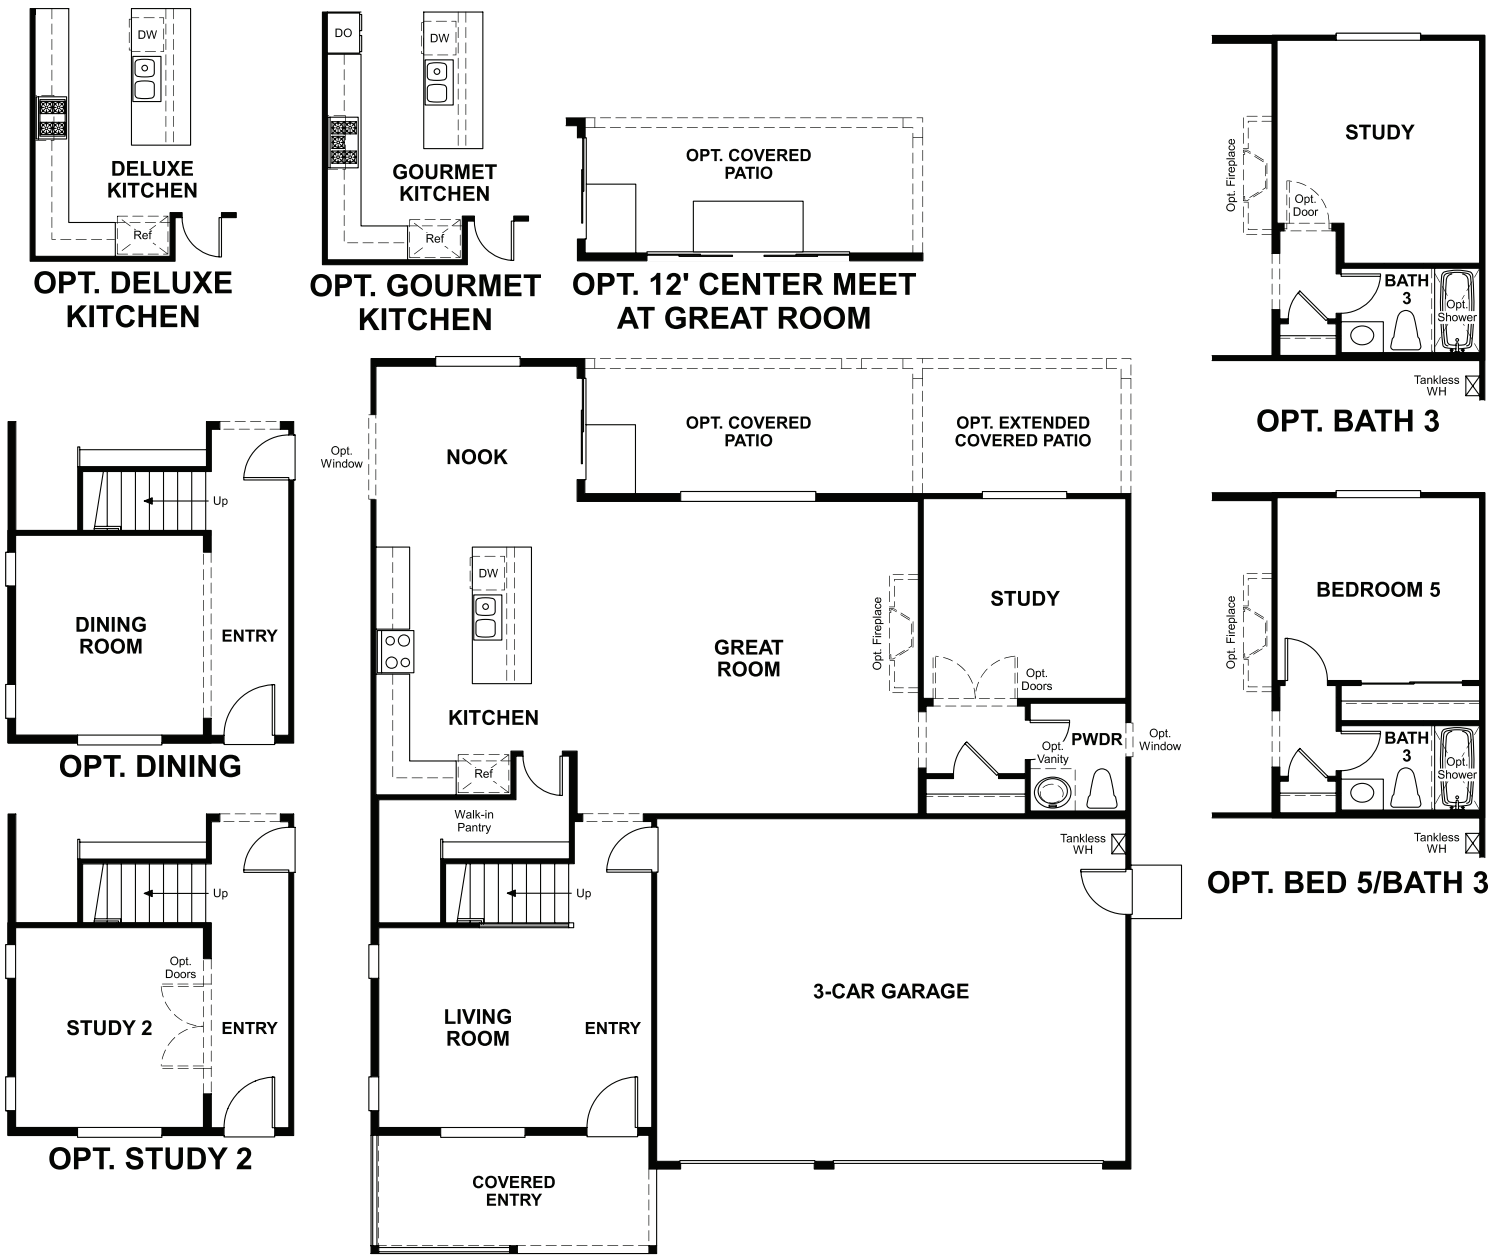 DW
DELUXE
KITCHEN
Ref
OPT. DELUXE
KITCHEN
DO
DW
GOURMET
KITCHEN
Ref
OPT. GOURMET
KITCHEN
OPT. COVERED
PATIO
OPT. 12' CENTER MEET
AT GREAT ROOM
STUDY
Opt. Fireplace
Opt.
Door
BATH
3
Opt.
Shower
Tankless
WH
OPT. BATH 3
Up
DINING
ROOM
ENTRY
OPT. DINING
Up
Opt.
Doors
STUDY 2
ENTRY
OPT. STUDY 2
Opt.
Window
NOOK
OPT. COVERED
PATIO
OPT. EXTENDED
COVERED PATIO
DW
KITCHEN
Ref
GREAT
ROOM
Opt. Fireplace
STUDY
Opt.
Doors
PWDR
Opt.
Vanity
Opt.
Window
Walk-in
Pantry
Up
Tankless
WH
LIVING
ROOM
ENTRY
3-CAR GARAGE
COVERED
ENTRY
BEDROOM 5
Opt. Fireplace
BATH
3
Opt.
Shower
Tankless
WH
OPT. BED 5/BATH 3